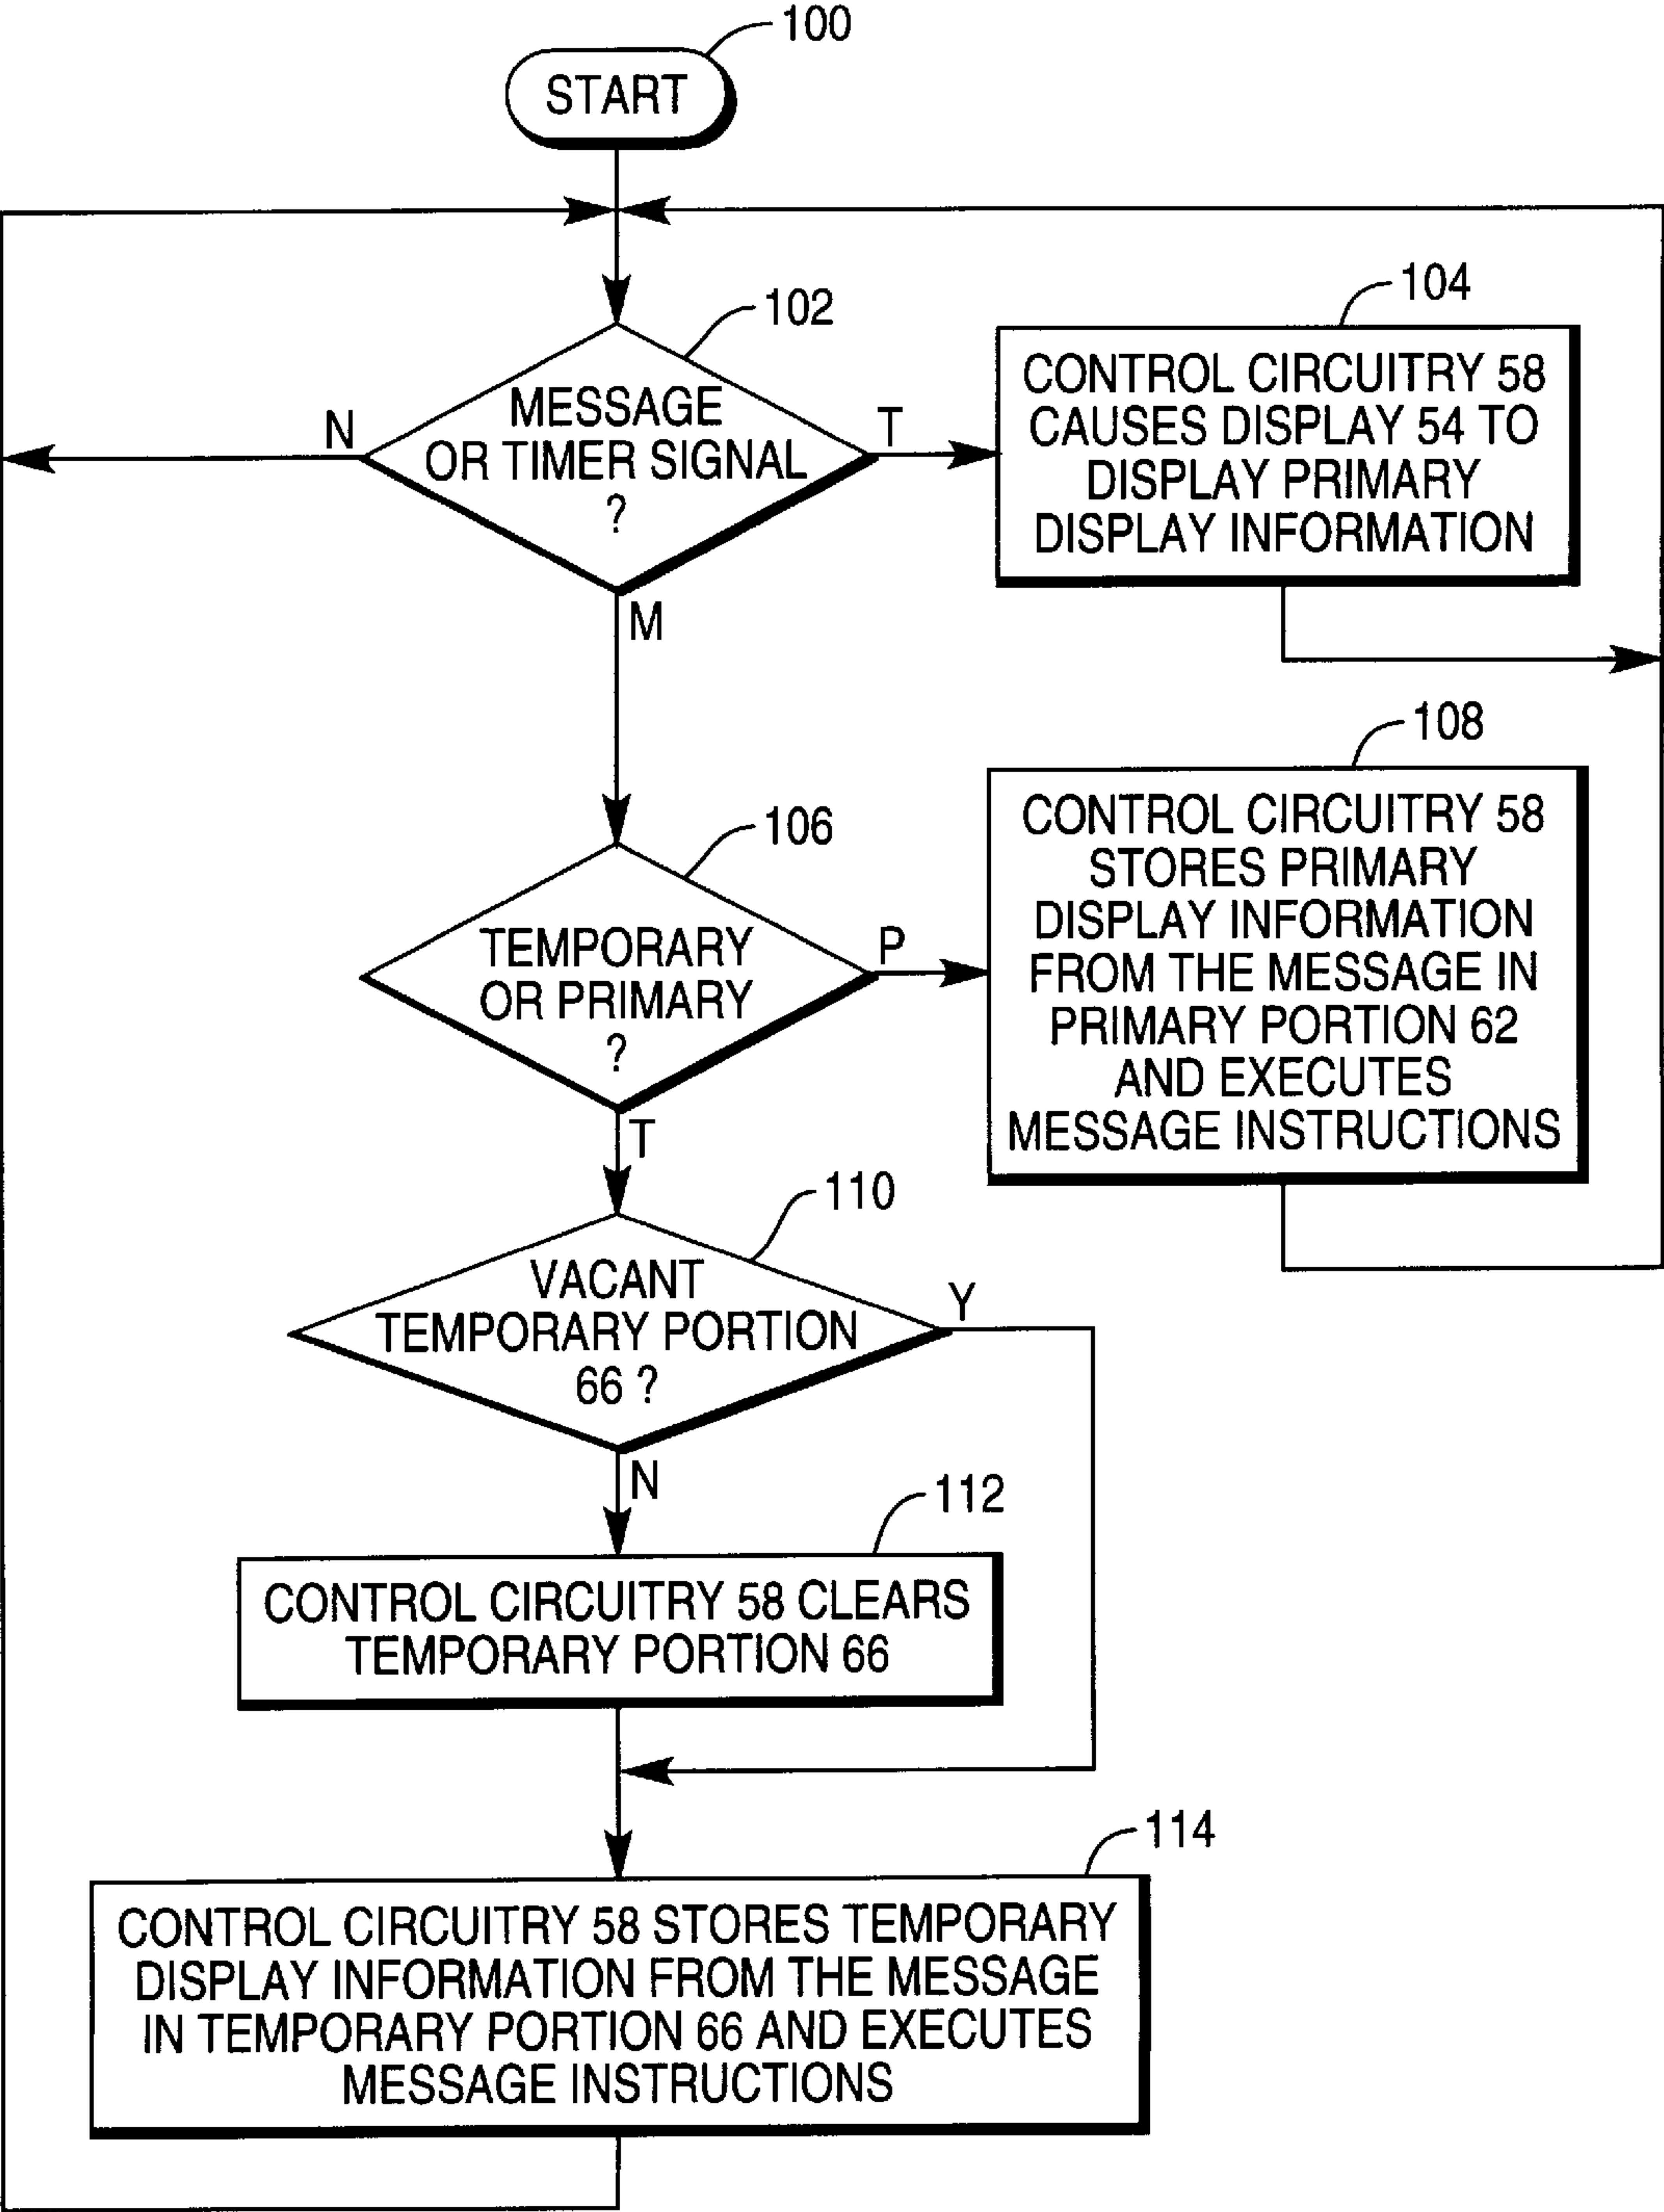 100
START
102
104
MESSAGE
OR TIMER SIGNAL
?
N
T
M
CONTROL CIRCUITRY 58
CAUSES DISPLAY 54 TO
DISPLAY PRIMARY
DISPLAY INFORMATION
106
108
TEMPORARY
OR PRIMARY
?
P
T
CONTROL CIRCUITRY 58
STORES PRIMARY
DISPLAY INFORMATION
FROM THE MESSAGE IN
PRIMARY PORTION 62
AND EXECUTES
MESSAGE INSTRUCTIONS
110
VACANT
TEMPORARY PORTION
66 ?
Y
N
112
CONTROL CIRCUITRY 58 CLEARS
TEMPORARY PORTION 66
114
CONTROL CIRCUITRY 58 STORES TEMPORARY
DISPLAY INFORMATION FROM THE MESSAGE
IN TEMPORARY PORTION 66 AND EXECUTES
MESSAGE INSTRUCTIONS